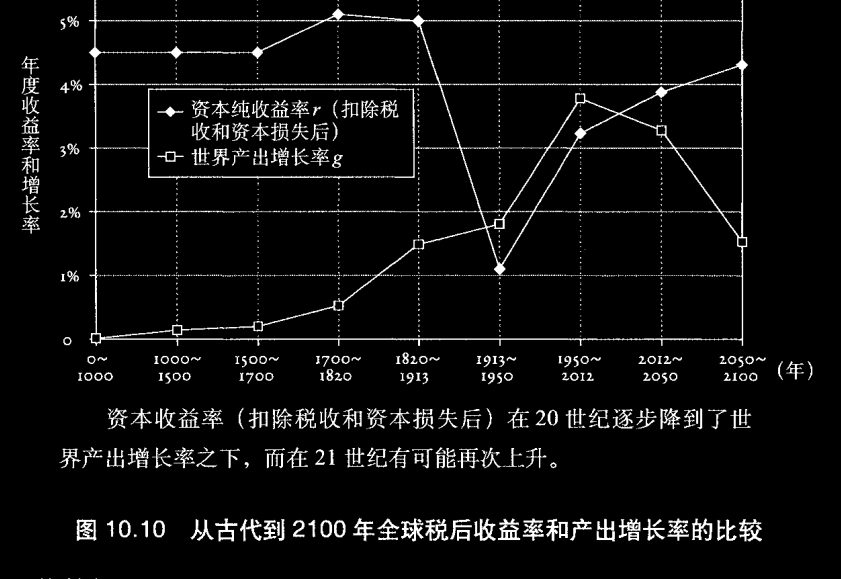 5%
4%
3%
2%
1%
0
年度收益率和增长率
资本纯收益率r（扣除税
收和资本损失后）
世界产出增长率g
0~ 1000~ 1500~ 1700~ 1820~ 1913~ 1950~ 2012~ 2050~
1000 1500 1700 1820 1913 1950 2012 2050 2100 （年）
资本收益率（扣除税收和资本损失后）在 20 世纪逐步降到了世
界产出增长率之下，而在 21 世纪有可能再次上升。
图 10.10 从古代到 2100 年全球税后收益率和产出增长率的比较